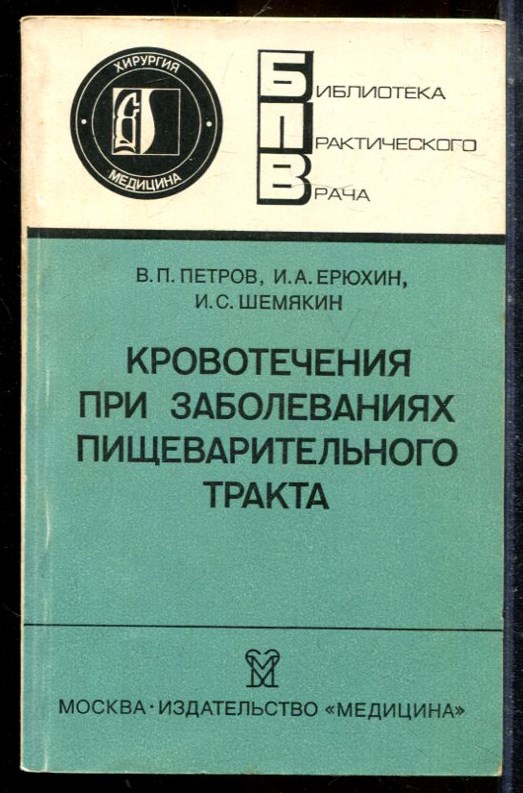 ХИРУРГИЯ
МЕДИЦИНА
БИБЛИОТЕКА
ПРАКТИЧЕСКОГО
ВРАЧА
В.П. ПЕТРОВ, И.А. ЕРЮХИН,
И.С. ШЕМЯКИН
КРОВОТЕЧЕНИЯ
ПРИ ЗАБОЛЕВАНИЯХ
ПИЩЕВАРИТЕЛЬНОГО
ТРАКТА
МОСКВА · ИЗДАТЕЛЬСТВО «МЕДИЦИНА»